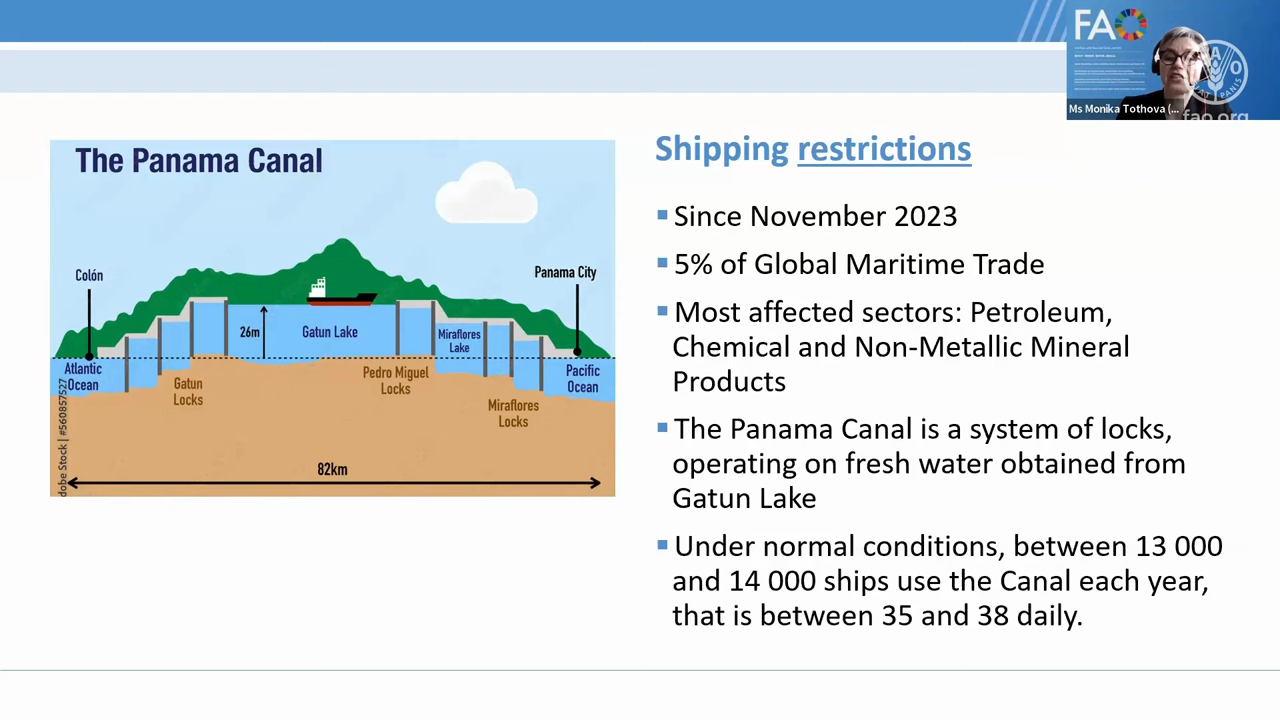 FAO
Ms Monika Tothova (...
fao.org
The Panama Canal
Shipping restrictions
Since November 2023
5% of Global Maritime Trade
Most affected sectors: Petroleum,
Chemical and Non-Metallic Mineral
Products
The Panama Canal is a system of locks,
operating on fresh water obtained from
Gatun Lake
Under normal conditions, between 13 000
and 14 000 ships use the Canal each year,
that is between 35 and 38 daily.
Colón
Panama City
26m
Gatun Lake
Miraflores
Lake
Atlantic
Ocean
Gatun
Locks
Pedro Miguel
Locks
Miraflores
Locks
Pacific
Ocean
82km
dobe Stock | #560857527